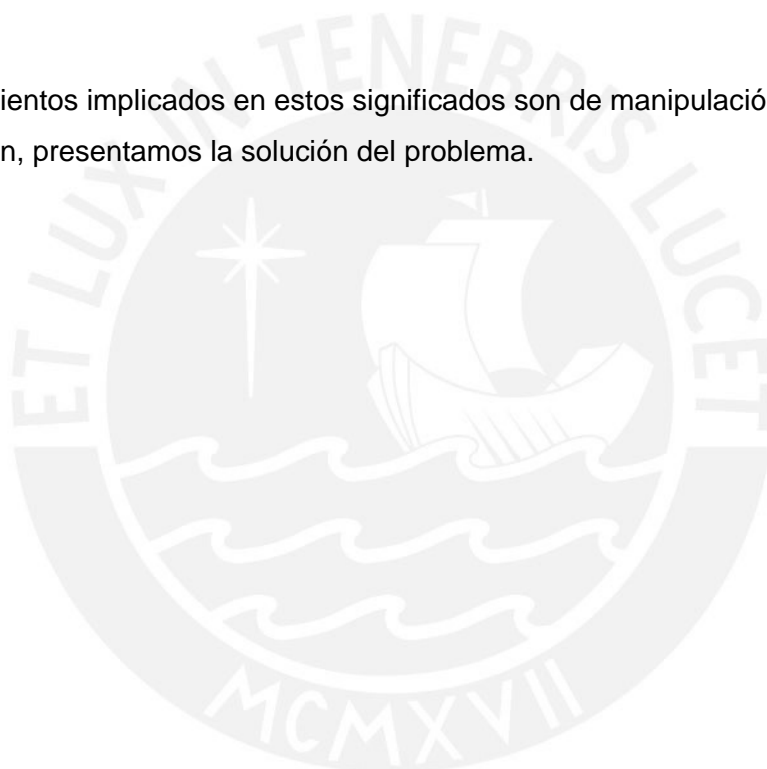 ientos implicados en estos significados son de manipulació
n, presentamos la solución del problema.
ET LUX IN TENEBRIS LUCET
MCMXVII